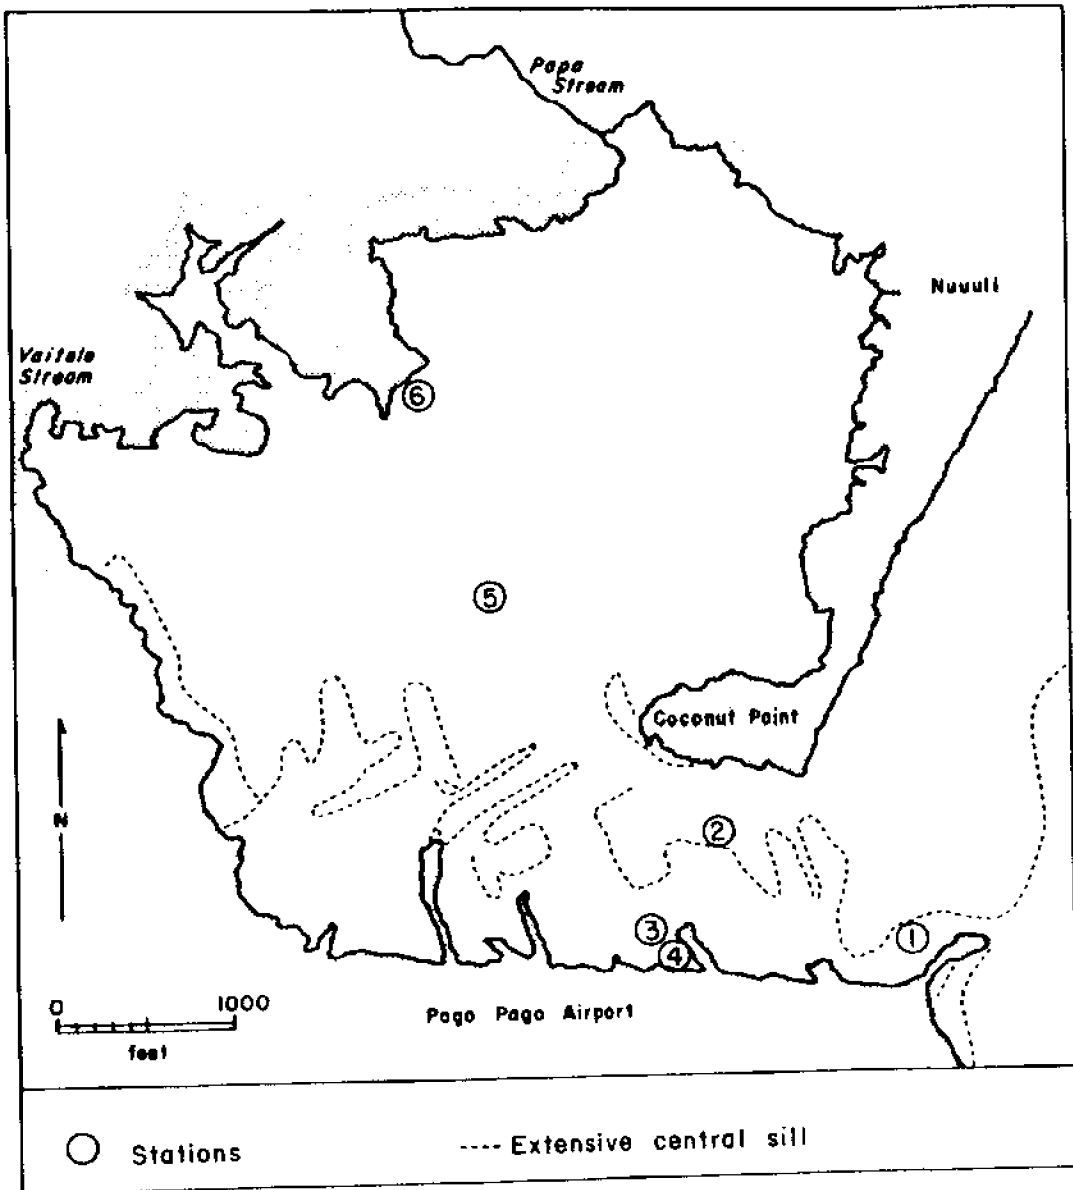 Papa
Stream
Nuuuli
Vaitele
Stream
6
5
Coconut Point
2
N
3
1
4
0 1000
feet
Pago Pago Airport
Stations
---- Extensive central sill